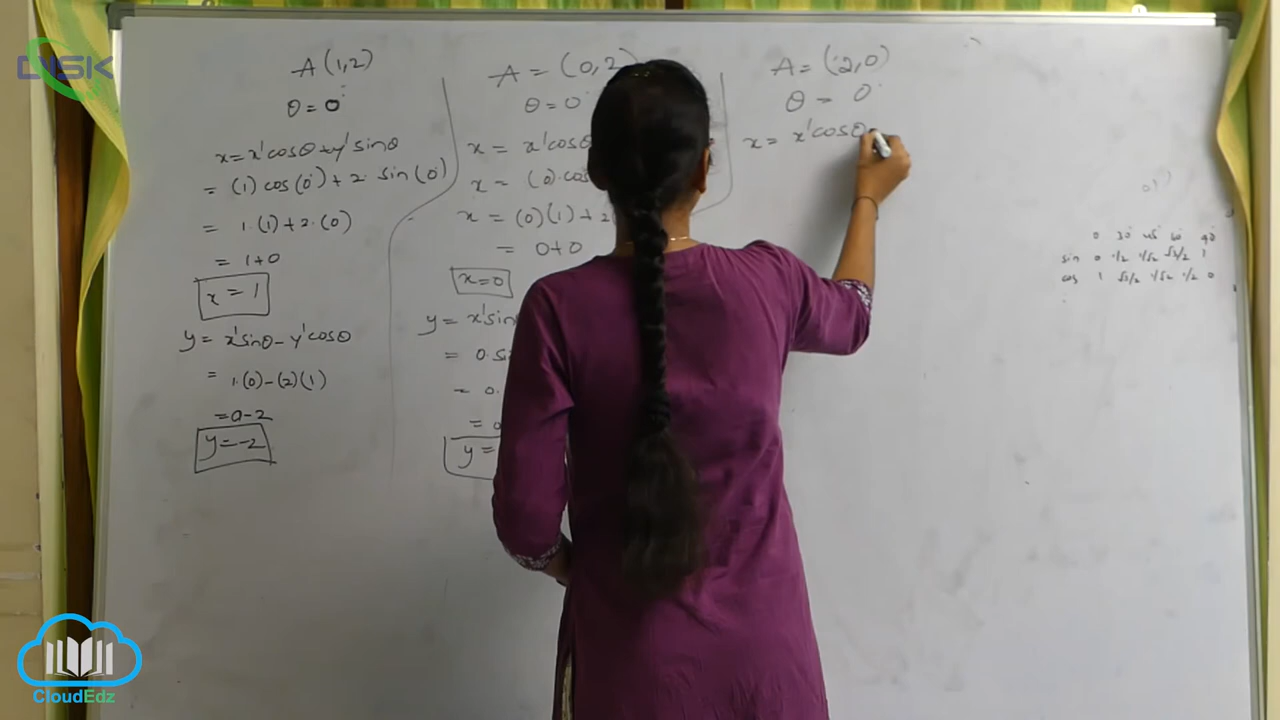 DISK
A (1,2)
θ = 0°
x = x'cosθ + y'sinθ
= (1) cos(0°) + 2 sin(0°)
= 1·(1) + 2·(0)
= 1+0
x = 1
y = x'sinθ - y'cosθ
= 1·(0) - (2)(1)
= 0-2
y = -2
A = (0,2)
θ = 0°
x = x'cosθ
x = (0)·cos
x = (0)(1) + 2
= 0+0
x=0
y = x'sin
= 0.
= 0.
=
y =
A = (2,0)
θ = 0°
x = x'cosθ
0 30° 45° 60° 90°
sin 0 1/2 1/√2 √3/2 1
cos 1 √3/2 1/√2 1/2 0
CloudEdz